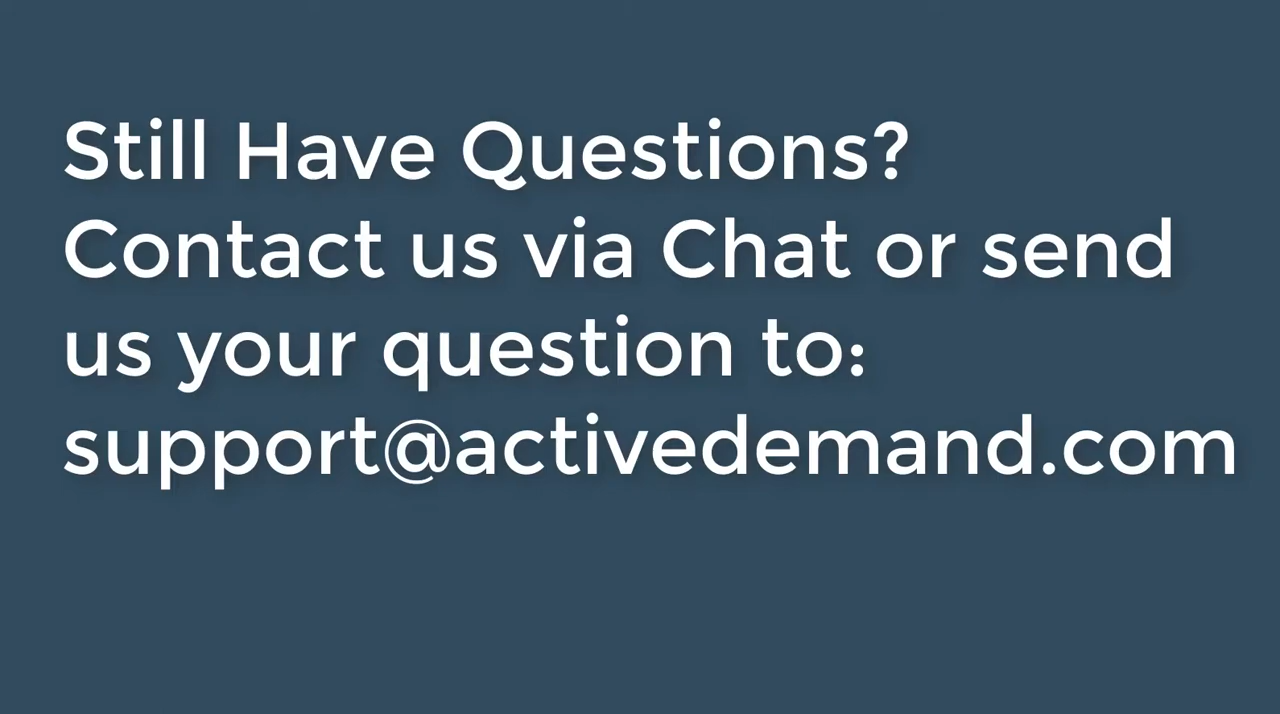 Still Have Questions?
Contact us via Chat or send
us your question to:
support@activedemand.com